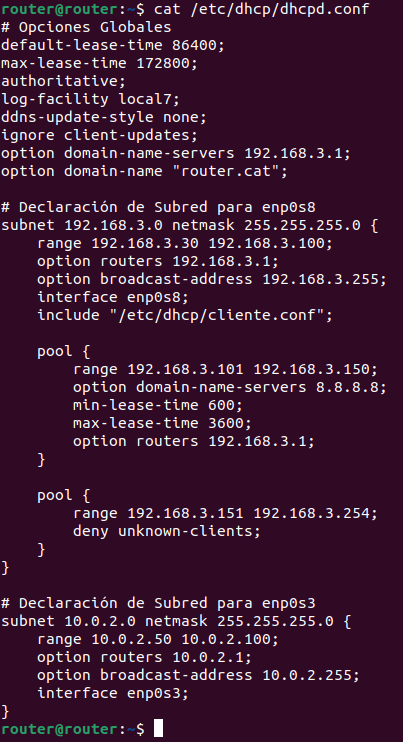 router@router:~$ cat /etc/dhcp/dhcpd.conf
# Opciones Globales
default-lease-time 86400;
max-lease-time 172800;
authoritative;
log-facility local7;
ddns-update-style none;
ignore client-updates;
option domain-name-servers 192.168.3.1;
option domain-name "router.cat";

# Declaración de Subred para enp0s8
subnet 192.168.3.0 netmask 255.255.255.0 {
    range 192.168.3.30 192.168.3.100;
    option routers 192.168.3.1;
    option broadcast-address 192.168.3.255;
    interface enp0s8;
    include "/etc/dhcp/cliente.conf";

    pool {
        range 192.168.3.101 192.168.3.150;
        option domain-name-servers 8.8.8.8;
        min-lease-time 600;
        max-lease-time 3600;
        option routers 192.168.3.1;
    }

    pool {
        range 192.168.3.151 192.168.3.254;
        deny unknown-clients;
    }
}

# Declaración de Subred para enp0s3
subnet 10.0.2.0 netmask 255.255.255.0 {
    range 10.0.2.50 10.0.2.100;
    option routers 10.0.2.1;
    option broadcast-address 10.0.2.255;
    interface enp0s3;
}
router@router:~$